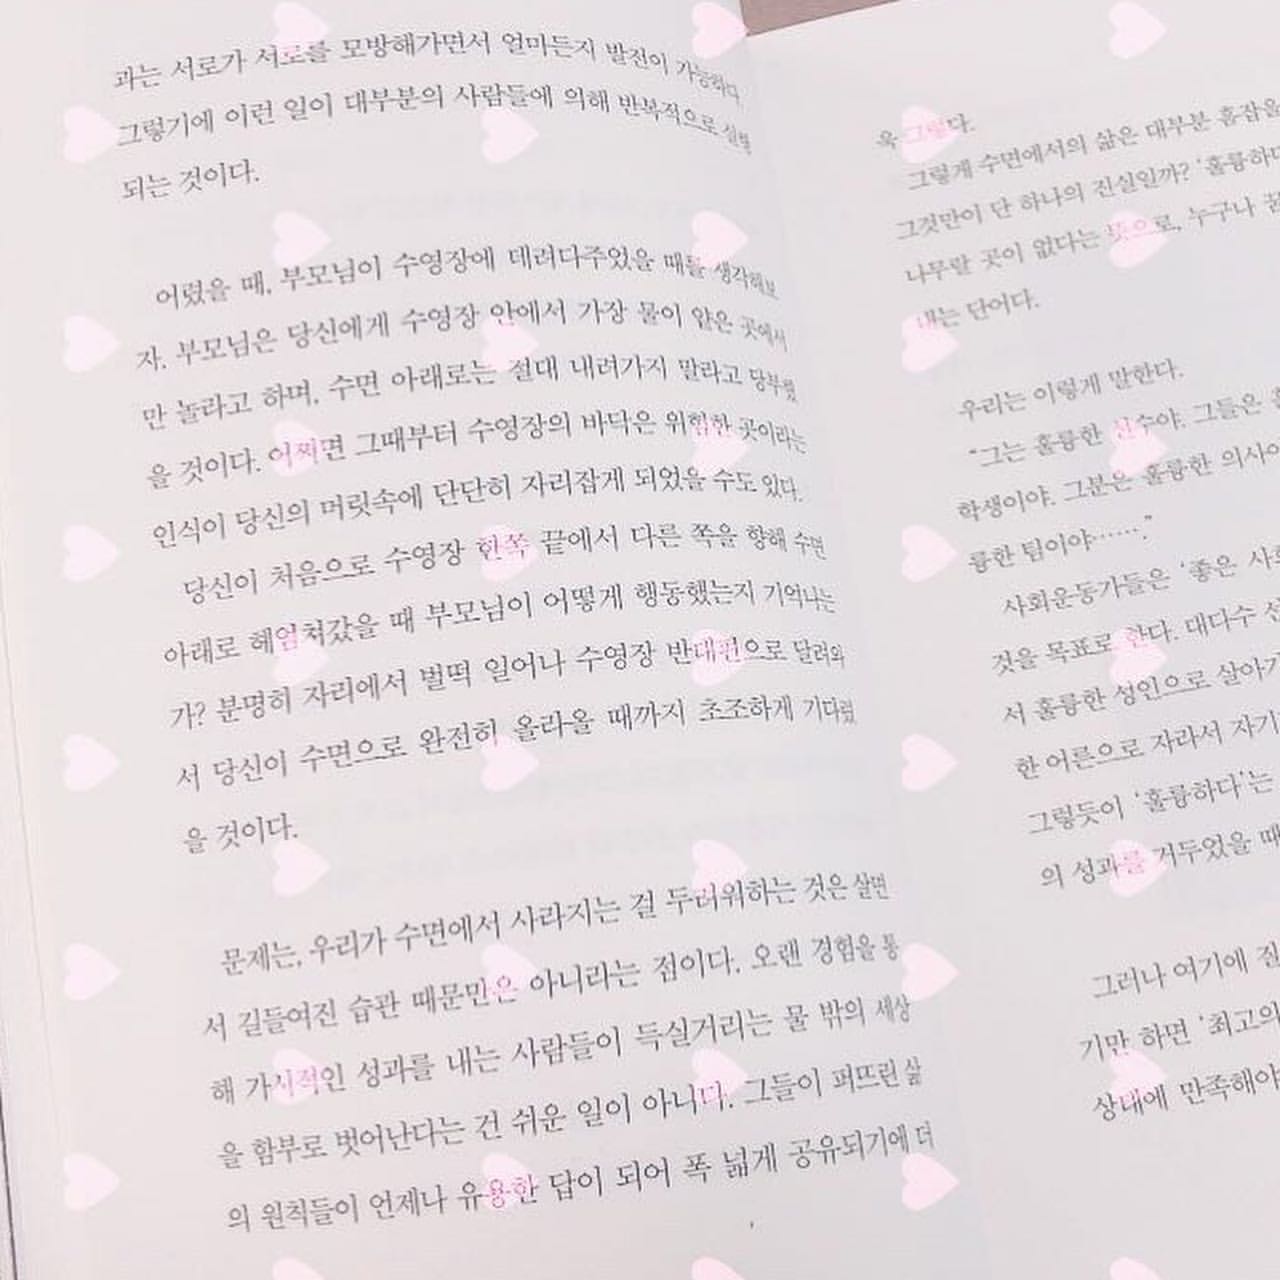 과는 서로가 서로를 모방해가면서 얼마든지 발전이 가능하다.
그렇기에 이런 일이 대부분의 사람들에 의해 반복적으로 실행
되는 것이다.
어렸을 때, 부모님이 수영장에 데려다주었을 때를 생각해보
자. 부모님은 당신에게 수영장 안에서 가장 물이 얕은 곳에서
만 놀라고 하며, 수면 아래로는 절대 내려가지 말라고 당부했
을 것이다. 어쩌면 그때부터 수영장의 바닥은 위험한 곳이라는
인식이 당신의 머릿속에 단단히 자리잡게 되었을 수도 있다.
당신이 처음으로 수영장 한쪽 끝에서 다른 쪽을 향해 수면
아래로 헤엄쳐갔을 때 부모님이 어떻게 행동했는지 기억나는
가? 분명히 자리에서 벌떡 일어나 수영장 반대편으로 달려와
서 당신이 수면으로 완전히 올라올 때까지 초조하게 기다렸
을 것이다.
문제는, 우리가 수면에서 사라지는 걸 두려워하는 것은 살면
서 길들여진 습관 때문만은 아니라는 점이다. 오랜 경험을 통
해 가시적인 성과를 내는 사람들이 득실거리는 물 밖의 세상
을 함부로 벗어난다는 건 쉬운 일이 아니다. 그들이 퍼뜨린 삶
의 원칙들이 언제나 유용한 답이 되어 폭 넓게 공유되기에 더
욱 그렇다.
그렇게 수면에서의 삶은 대부분 흠잡을
그것만이 단 하나의 진실일까? ‘훌륭하다
나무랄 곳이 없다는 뜻으로, 누구나 꿈
내는 단어다.
우리는 이렇게 말한다.
“그는 훌륭한 선수야. 그들은
학생이야. 그분은 훌륭한 의사야
륭한 팀이야…….”
사회운동가들은 ‘좋은 사회
것을 목표로 한다. 대다수
서 훌륭한 성인으로 살아가
한 어른으로 자라서 자기
그렇듯이 ‘훌륭하다’는
의 성과를 거두었을 때
그러나 여기에
기만 하면 ‘최고의
상태에 만족해야